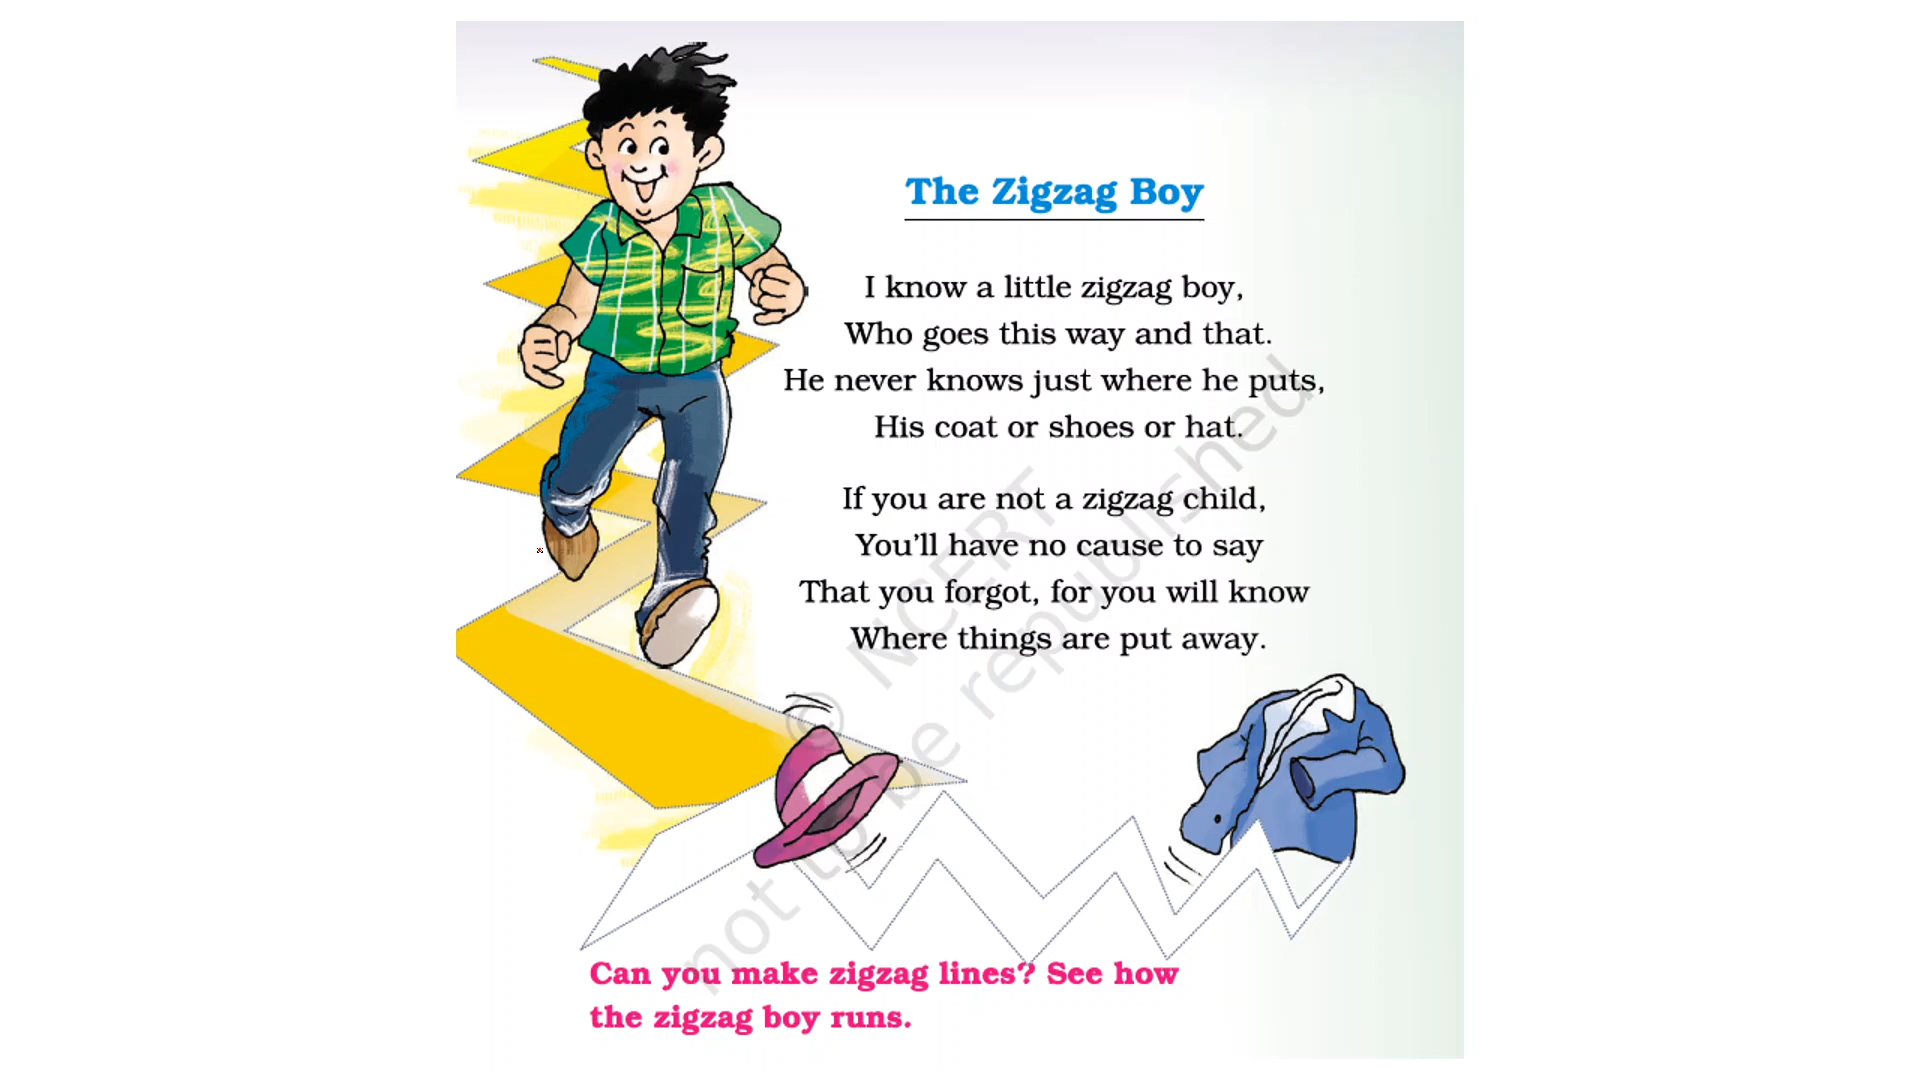 The Zigzag Boy
I know a little zigzag boy,
Who goes this way and that.
He never knows just where he puts,
His coat or shoes or hat.
If you are not a zigzag child,
You'll have no cause to say
That you forgot, for you will know
Where things are put away.
© NCERT
not to be republished
Can you make zigzag lines? See how
the zigzag boy runs.